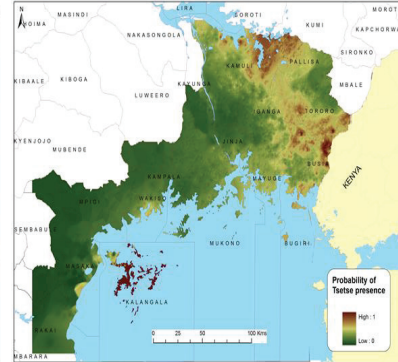 N
LIRA
SOROTI
MOROT
MASINDI
HOIMA
NAKASONGOLA
KUMI
KAPCHORWA
SIRONKO
KAMULI
PALLISA
KIBOGA
KIBAALE
KAYUNGA
MBALE
LUWEERO
IGANGA
TORORO
KYENJOJO
MUBENDE
JINJA
BUSIA
KENYA
KAMPALA
MAYUGE
MPIGI
WAKISO
SEMBABULE
MUKONO
BUGIRI
MASAKA
KALANGALA
Probability of
Tsetse presence
High : 1
Low : 0
RAKAI
0 25 50 100 Kms
MBARARA